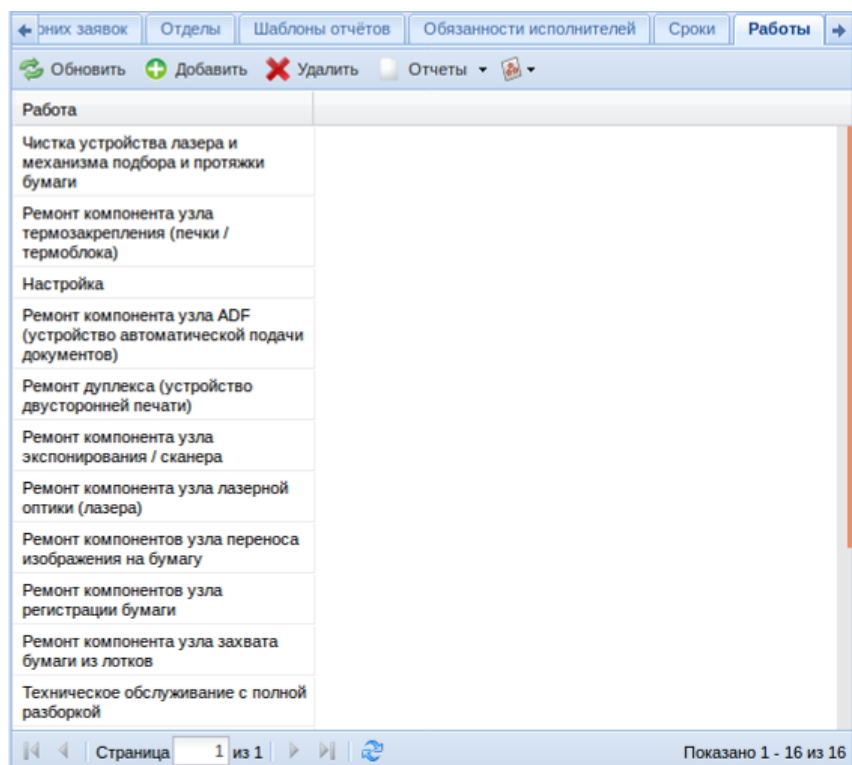 рних заявок Отделы Шаблоны отчётов Обязанности исполнителей Сроки Работы
Обновить Добавить Удалить Отчеты
Работа
Чистка устройства лазера и
механизма подбора и протяжки
бумаги
Ремонт компонента узла
термозакрепления (печки /
термоблока)
Настройка
Ремонт компонента узла ADF
(устройство автоматической подачи
документов)
Ремонт дуплекса (устройство
двусторонней печати)
Ремонт компонента узла
экспонирования / сканера
Ремонт компонента узла лазерной
оптики (лазера)
Ремонт компонентов узла переноса
изображения на бумагу
Ремонт компонентов узла
регистрации бумаги
Ремонт компонента узла захвата
бумаги из лотков
Техническое обслуживание с полной
разборкой
Страница 1 из 1 Показано 1 - 16 из 16